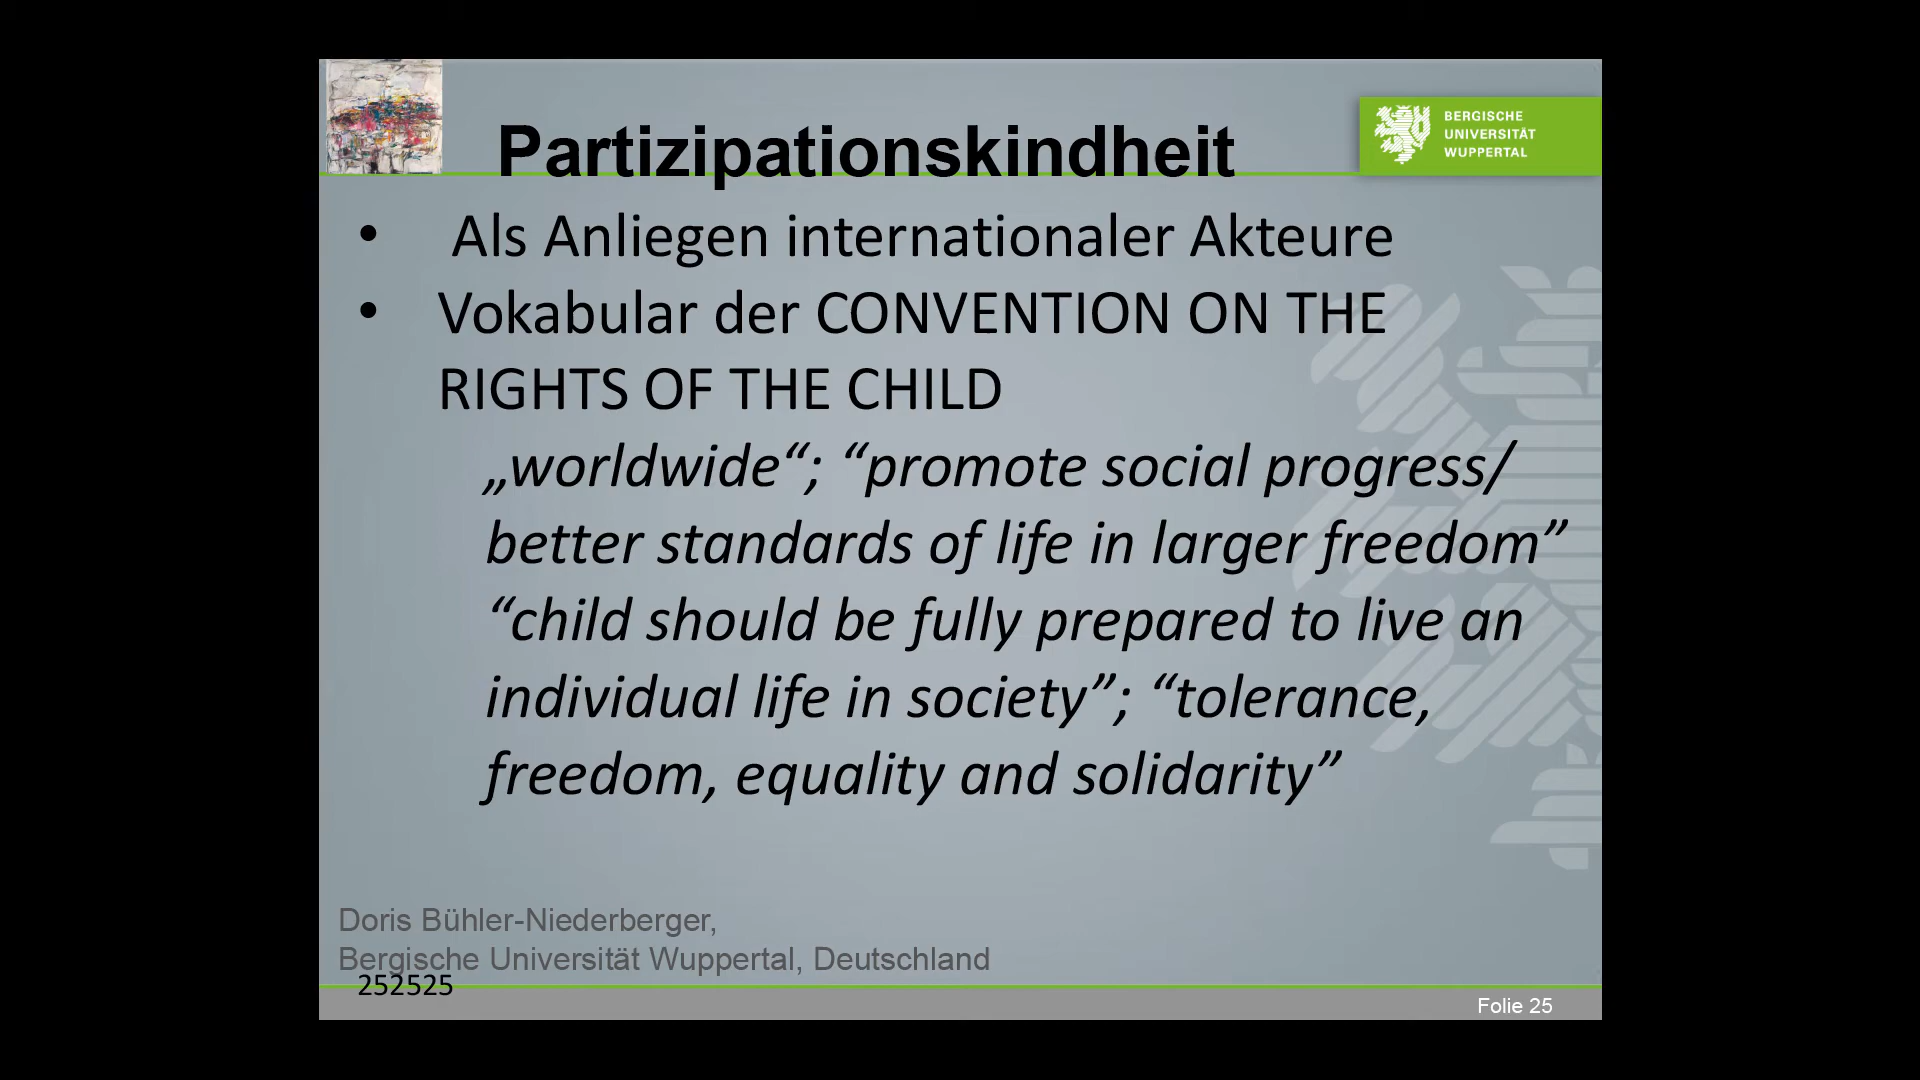 Partizipationskindheit
BERGISCHE
UNIVERSITÄT
WUPPERTAL
• Als Anliegen internationaler Akteure
• Vokabular der CONVENTION ON THE
RIGHTS OF THE CHILD
„worldwide“; “promote social progress/
better standards of life in larger freedom”
“child should be fully prepared to live an
individual life in society”; “tolerance,
freedom, equality and solidarity”
Doris Bühler-Niederberger,
Bergische Universität Wuppertal, Deutschland
252525
Folie 25